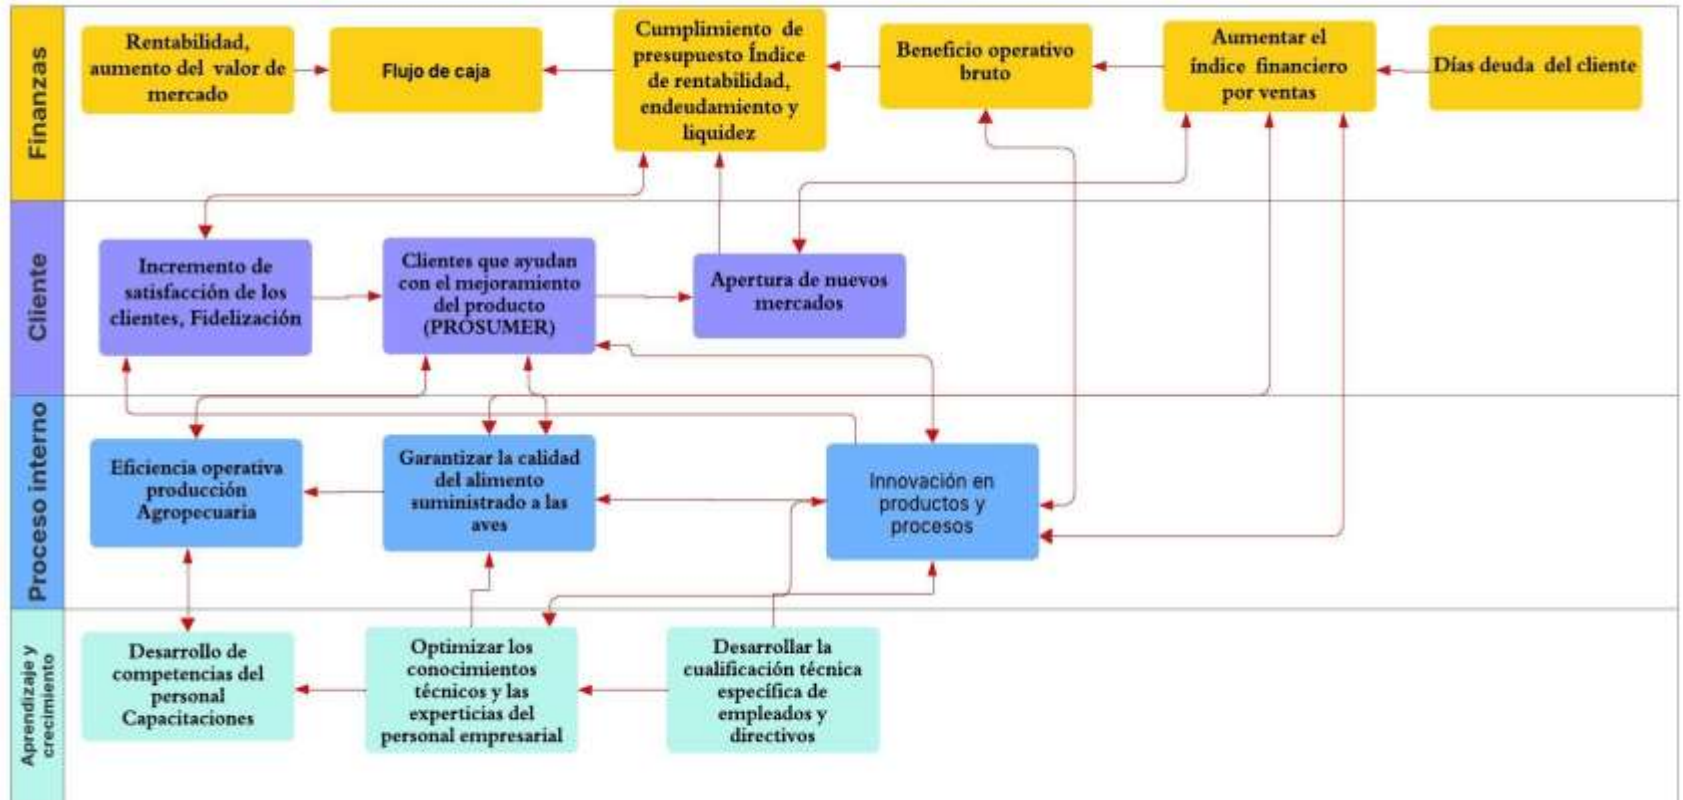 Finanzas
Rentabilidad,
aumento del valor de
mercado
Flujo de caja
Cumplimiento de
presupuesto Índice
de rentabilidad,
endeudamiento y
liquidez
Beneficio operativo
bruto
Aumentar el
índice financiero
por ventas
Días deuda del cliente
Cliente
Incremento de
satisfacción de los
clientes, Fidelización
Clientes que ayudan
con el mejoramiento
del producto
(PROSUMER)
Apertura de nuevos
mercados
Proceso interno
Eficiencia operativa
producción
Agropecuaria
Garantizar la calidad
del alimento
suministrado a las
aves
Innovación en
productos y
procesos
Aprendizaje y
crecimiento
Desarrollo de
competencias del
personal
Capacitaciones
Optimizar los
conocimientos
técnicos y las
experticias del
personal empresarial
Desarrollar la
cualificación técnica
específica de
empleados y
directivos